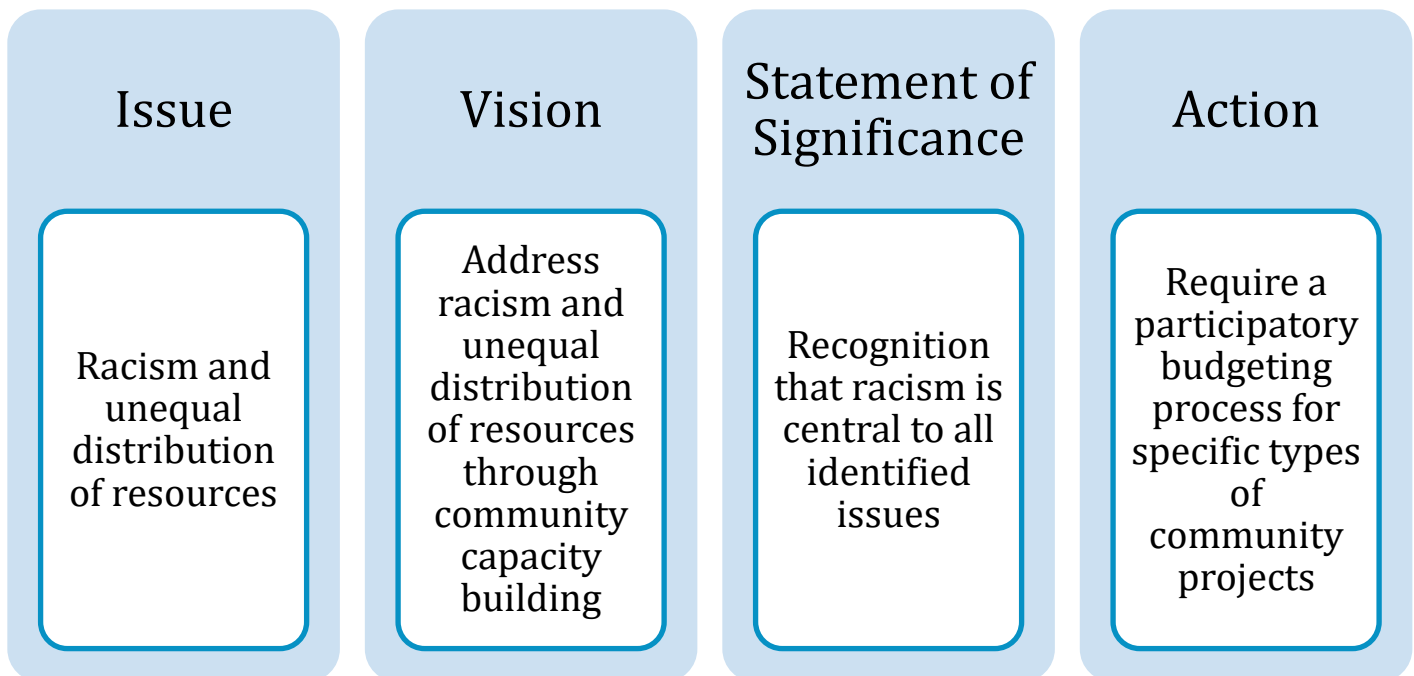 Issue
Racism and
unequal
distribution
of resources
Vision
Address
racism and
unequal
distribution
of resources
through
community
capacity
building
Statement of
Significance
Recognition
that racism is
central to all
identified
issues
Action
Require a
participatory
budgeting
process for
specific types
of
community
projects